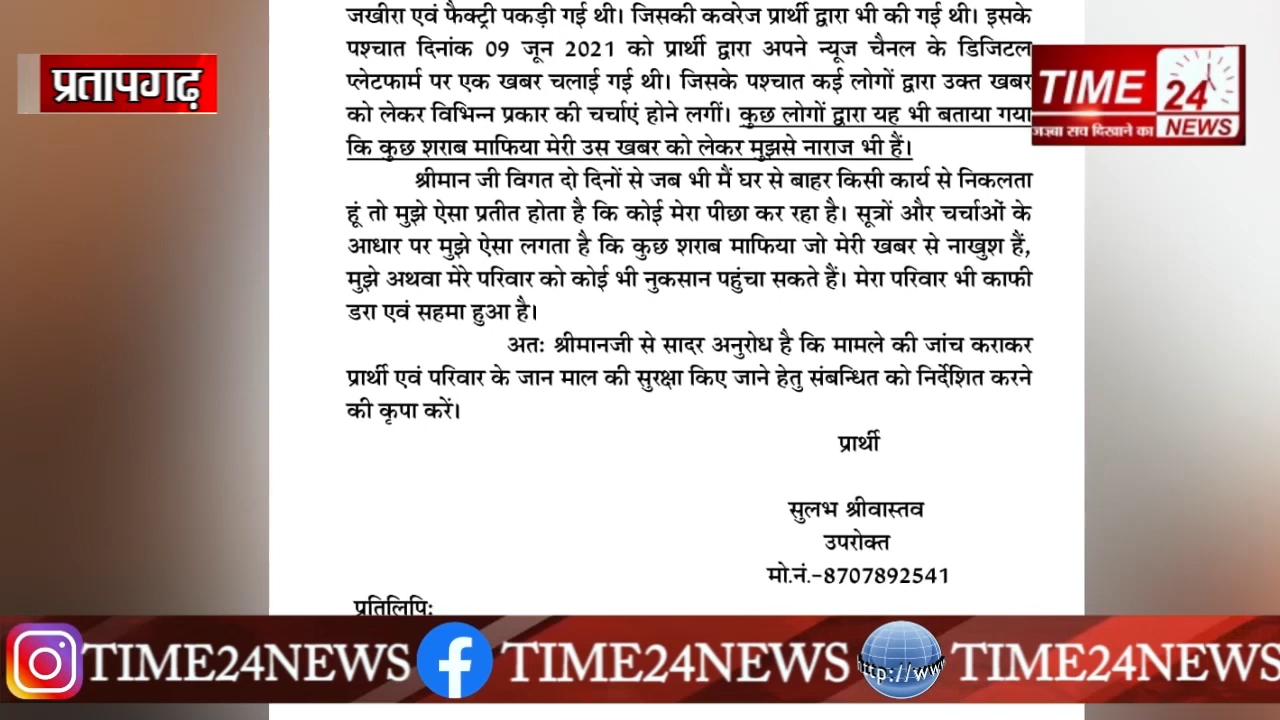 जखीरा एवं फैक्ट्री पकड़ी गई थी। जिसकी कवरेज प्रार्थी द्वारा भी की गई थी। इसके
पश्चात दिनांक 09 जून 2021 को प्रार्थी द्वारा अपने न्यूज चैनल के डिजिटल
प्लेटफार्म पर एक खबर चलाई गई थी। जिसके पश्चात कई लोगों द्वारा उक्त खबर
को लेकर विभिन्न प्रकार की चर्चाएं होने लगीं। कुछ लोगों द्वारा यह भी बताया गया
कि कुछ शराब माफिया मेरी उस खबर को लेकर मुझसे नाराज भी हैं।
श्रीमान जी विगत दो दिनों से जब भी मैं घर से बाहर किसी कार्य से निकलता
हूं तो मुझे ऐसा प्रतीत होता है कि कोई मेरा पीछा कर रहा है। सूत्रों और चर्चाओं के
आधार पर मुझे ऐसा लगता है कि कुछ शराब माफिया जो मेरी खबर से नाखुश हैं,
मुझे अथवा मेरे परिवार को कोई भी नुकसान पहुंचा सकते हैं। मेरा परिवार भी काफी
डरा एवं सहमा हुआ है।
अतः श्रीमानजी से सादर अनुरोध है कि मामले की जांच कराकर
प्रार्थी एवं परिवार के जान माल की सुरक्षा किए जाने हेतु संबन्धित को निर्देशित करने
की कृपा करें।
प्रार्थी
सुलभ श्रीवास्तव
उपरोक्त
मो.नं.-8707892541
प्रतिलिपिः
प्रतापगढ़
TIME
24
NEWS
जज़्बा सच दिखाने का
TIME24NEWS
TIME24NEWS
http://www
TIME24NEWS